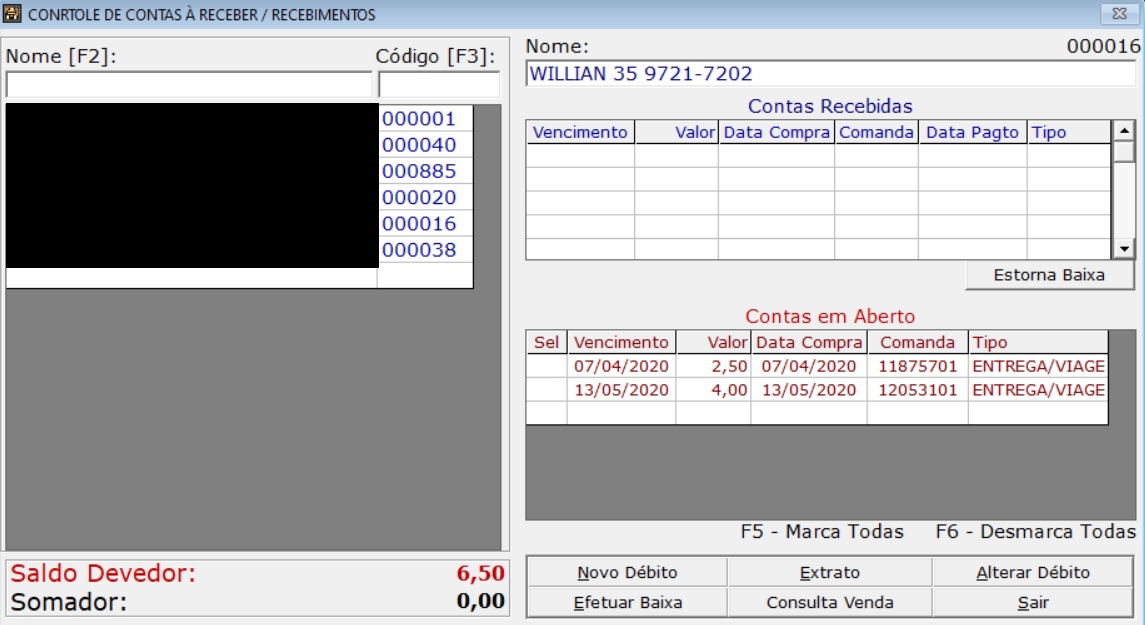 CONRTOLE DE CONTAS À RECEBER / RECEBIMENTOS
Nome [F2]: Código [F3]:
000001
000040
000885
000020
000016
000038
Saldo Devedor: 6,50
Somador: 0,00
Nome: 000016
WILLIAN 35 9721-7202
Contas Recebidas
Vencimento Valor Data Compra Comanda Data Pagto Tipo
Estorna Baixa
Contas em Aberto
Sel Vencimento Valor Data Compra Comanda Tipo
07/04/2020 2,50 07/04/2020 11875701 ENTREGA/VIAGE
13/05/2020 4,00 13/05/2020 12053101 ENTREGA/VIAGE
F5 - Marca Todas F6 - Desmarca Todas
Novo Débito Extrato Alterar Débito
Efetuar Baixa Consulta Venda Sair